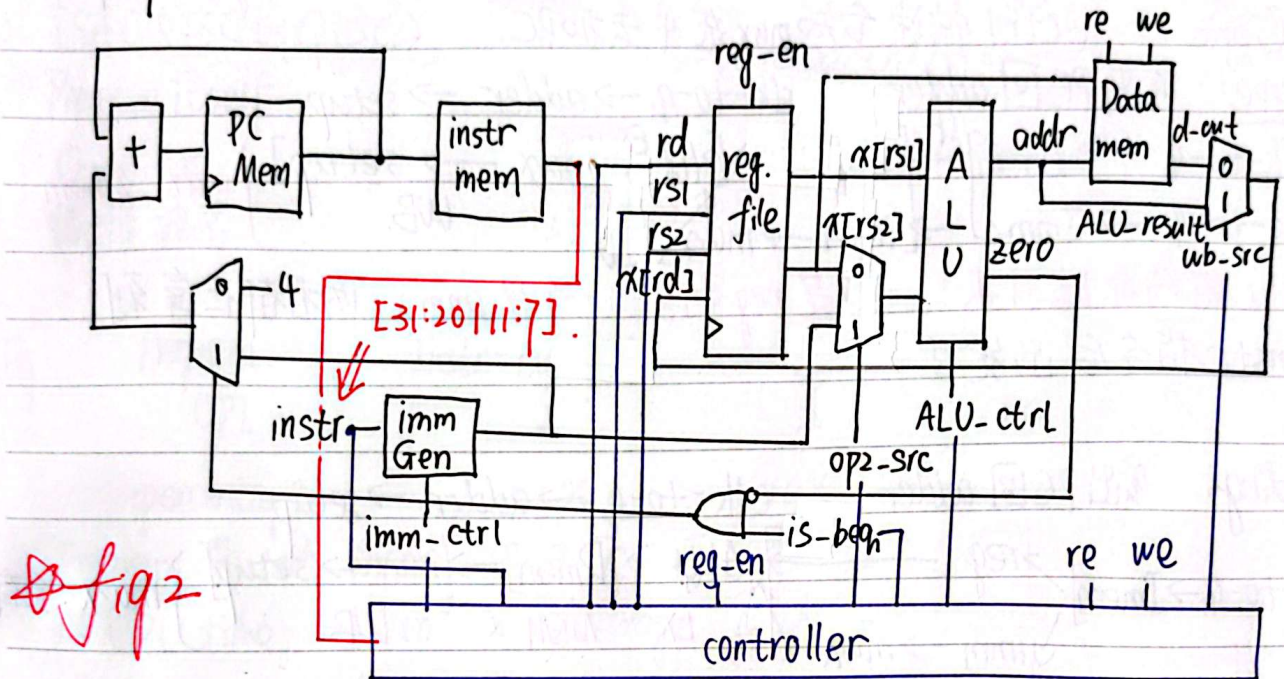 re we
reg-en
+
PC
Mem
instr
mem
rd
rs1
rs2
x[rd]
reg.
file
x[rs1]
x[rs2]
0
1
A
L
U
zero
addr
Data
mem
d-out
0
1
ALU_result
wb-src
0
4
1
[31:20|11:7].
instr
imm
Gen
ALU-ctrl
op2-src
imm-ctrl
is-beqn
reg-en
re we
fig2
controller